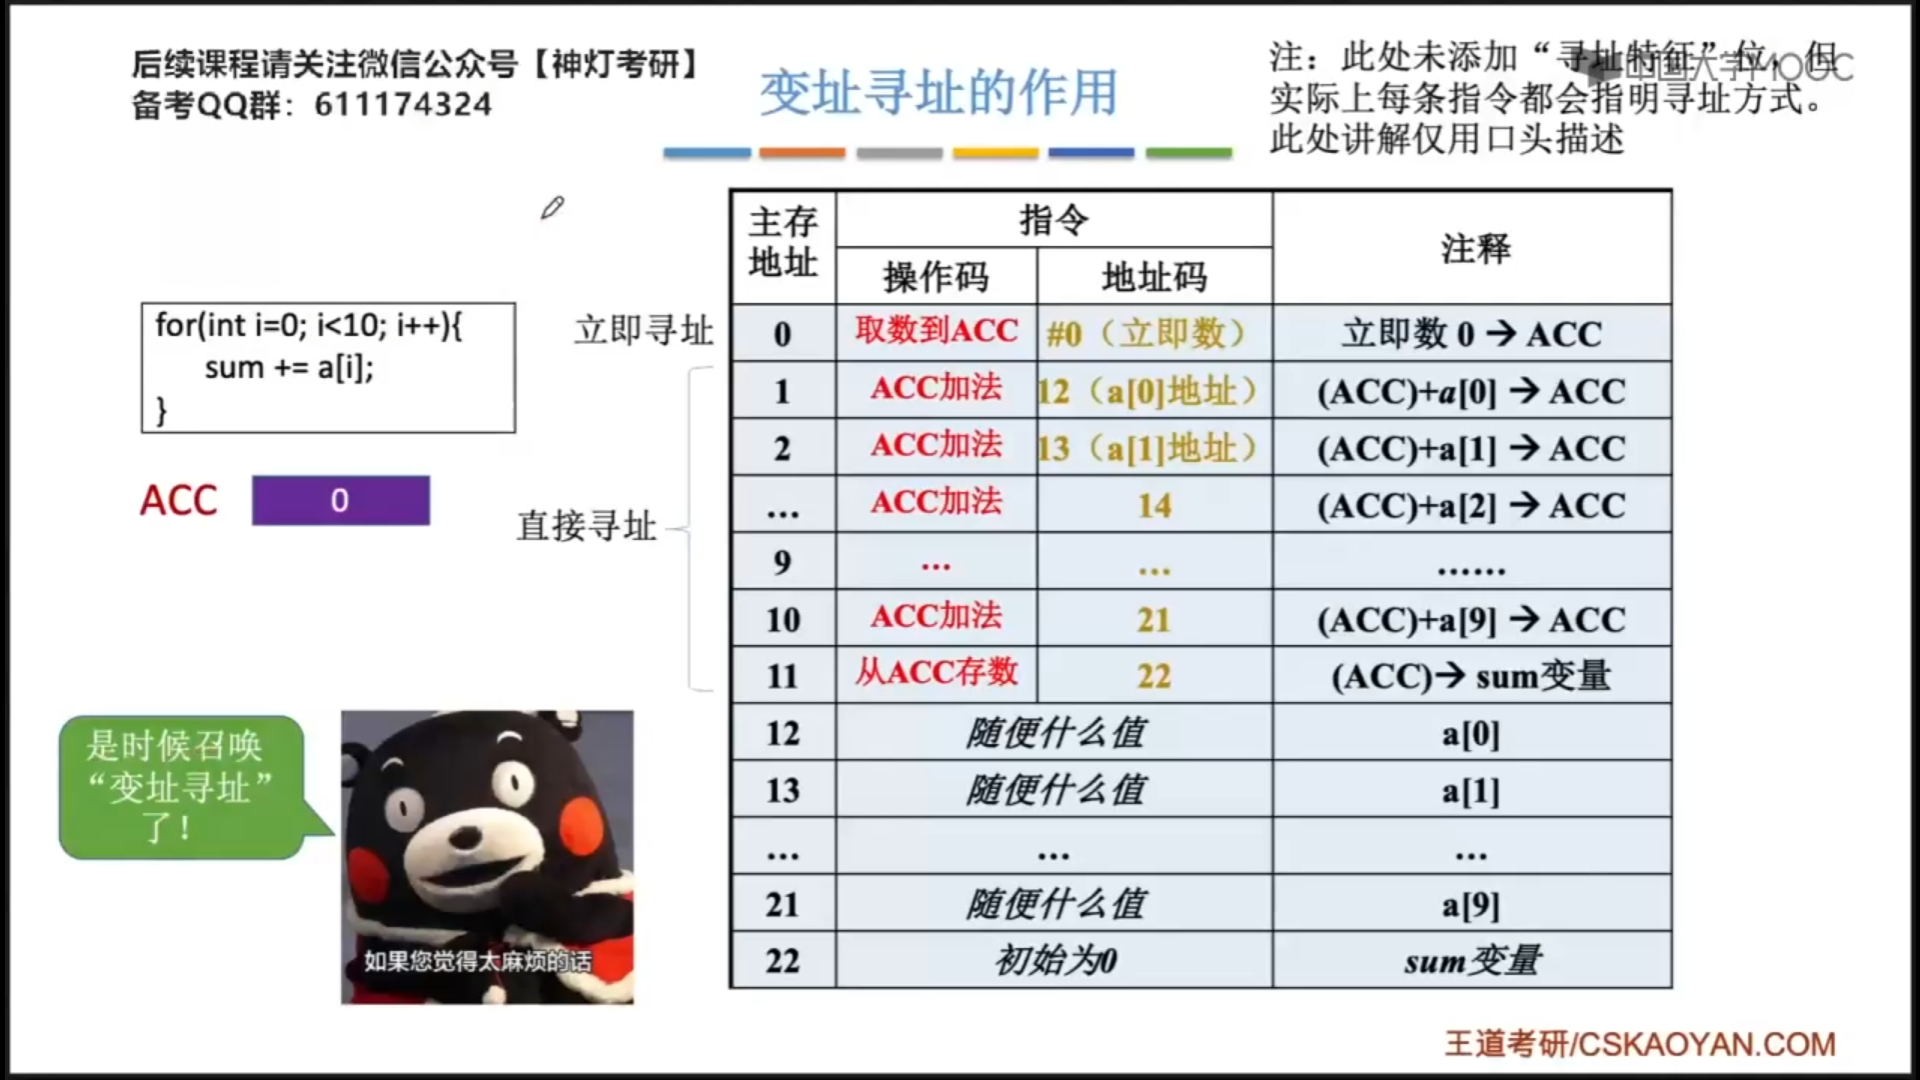 后续课程请关注微信公众号【神灯考研】
备考QQ群：611174324
变址寻址的作用
注：此处未添加“寻址特征”位，但
实际上每条指令都会指明寻址方式。
此处讲解仅用口头描述
中国大学MOOC
for(int i=0; i<10; i++){
sum += a[i];
}
ACC 0
立即寻址
直接寻址
主存地址 指令 注释
操作码 地址码
0 取数到ACC #0（立即数） 立即数 0 → ACC
1 ACC加法 12（a[0]地址） (ACC)+a[0] → ACC
2 ACC加法 13（a[1]地址） (ACC)+a[1] → ACC
... ACC加法 14 (ACC)+a[2] → ACC
9 ... ... ......
10 ACC加法 21 (ACC)+a[9] → ACC
11 从ACC存数 22 (ACC)→ sum变量
12 随便什么值 a[0]
13 随便什么值 a[1]
... ... ...
21 随便什么值 a[9]
22 初始为0 sum变量
是时候召唤
“变址寻址”
了！
如果您觉得太麻烦的话
王道考研/CSKAOYAN.COM